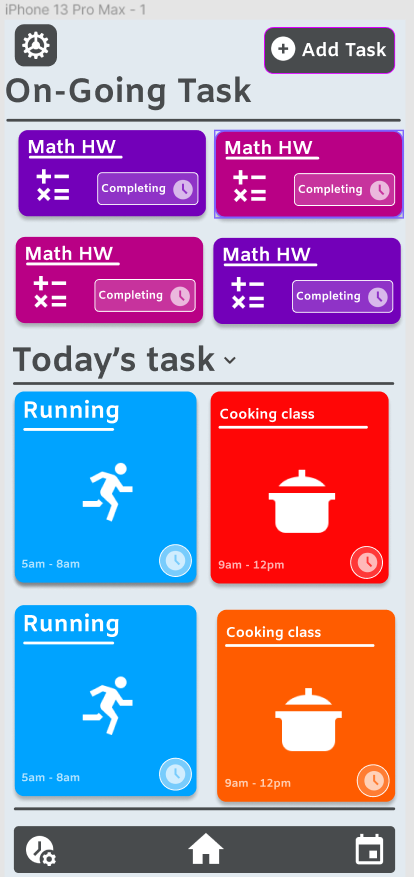 iPhone 13 Pro Max - 1
Add Task
On-Going Task
Math HW
Completing
Math HW
Completing
Math HW
Completing
Math HW
Completing
Today's task
Running
5am - 8am
Cooking class
9am - 12pm
Running
5am - 8am
Cooking class
9am - 12pm